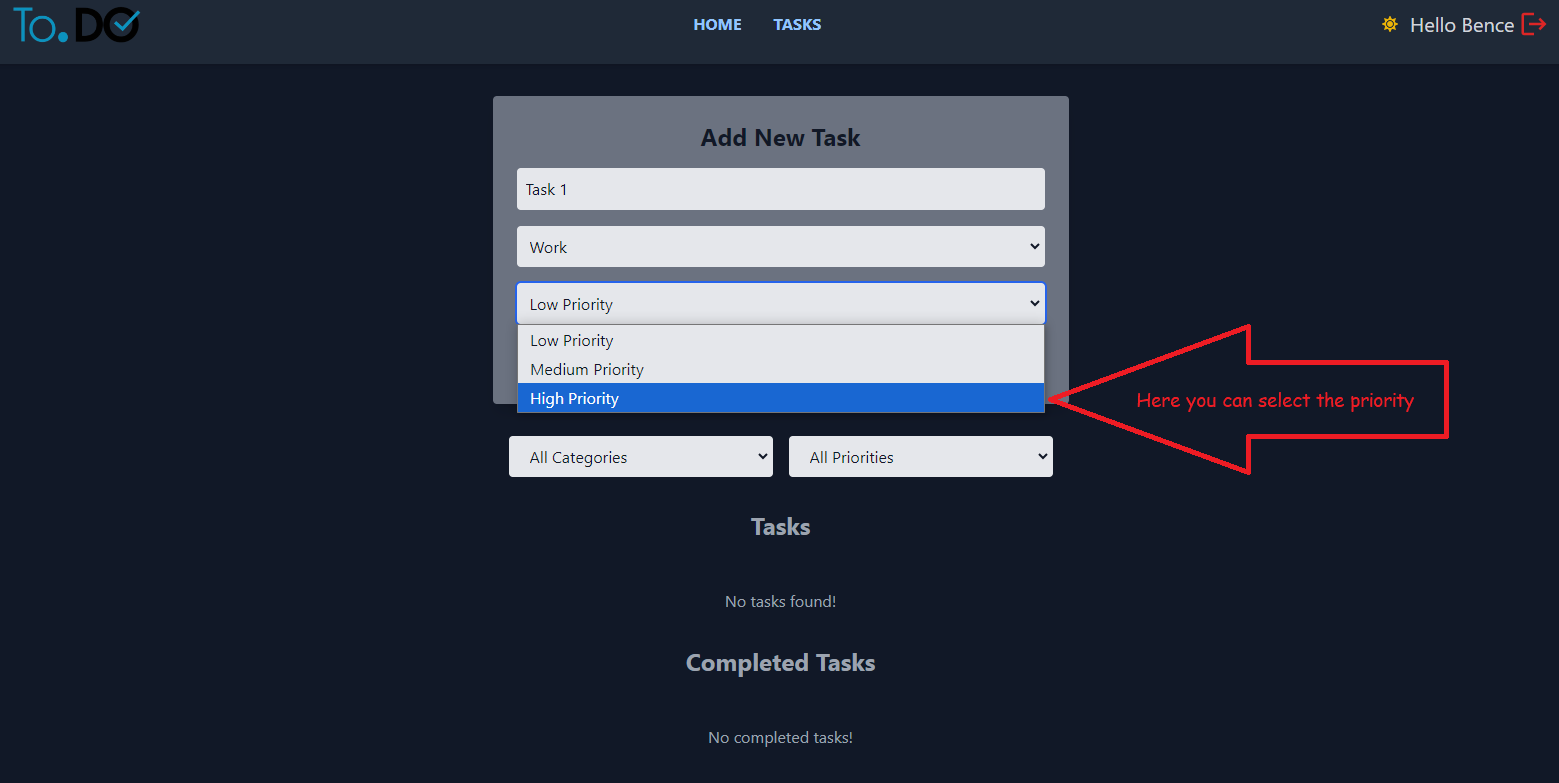 To.DO
HOME TASKS
Hello Bence
Add New Task
Task 1
Work
Low Priority
Low Priority
Medium Priority
High Priority
Here you can select the priority
All Categories All Priorities
Tasks
No tasks found!
Completed Tasks
No completed tasks!